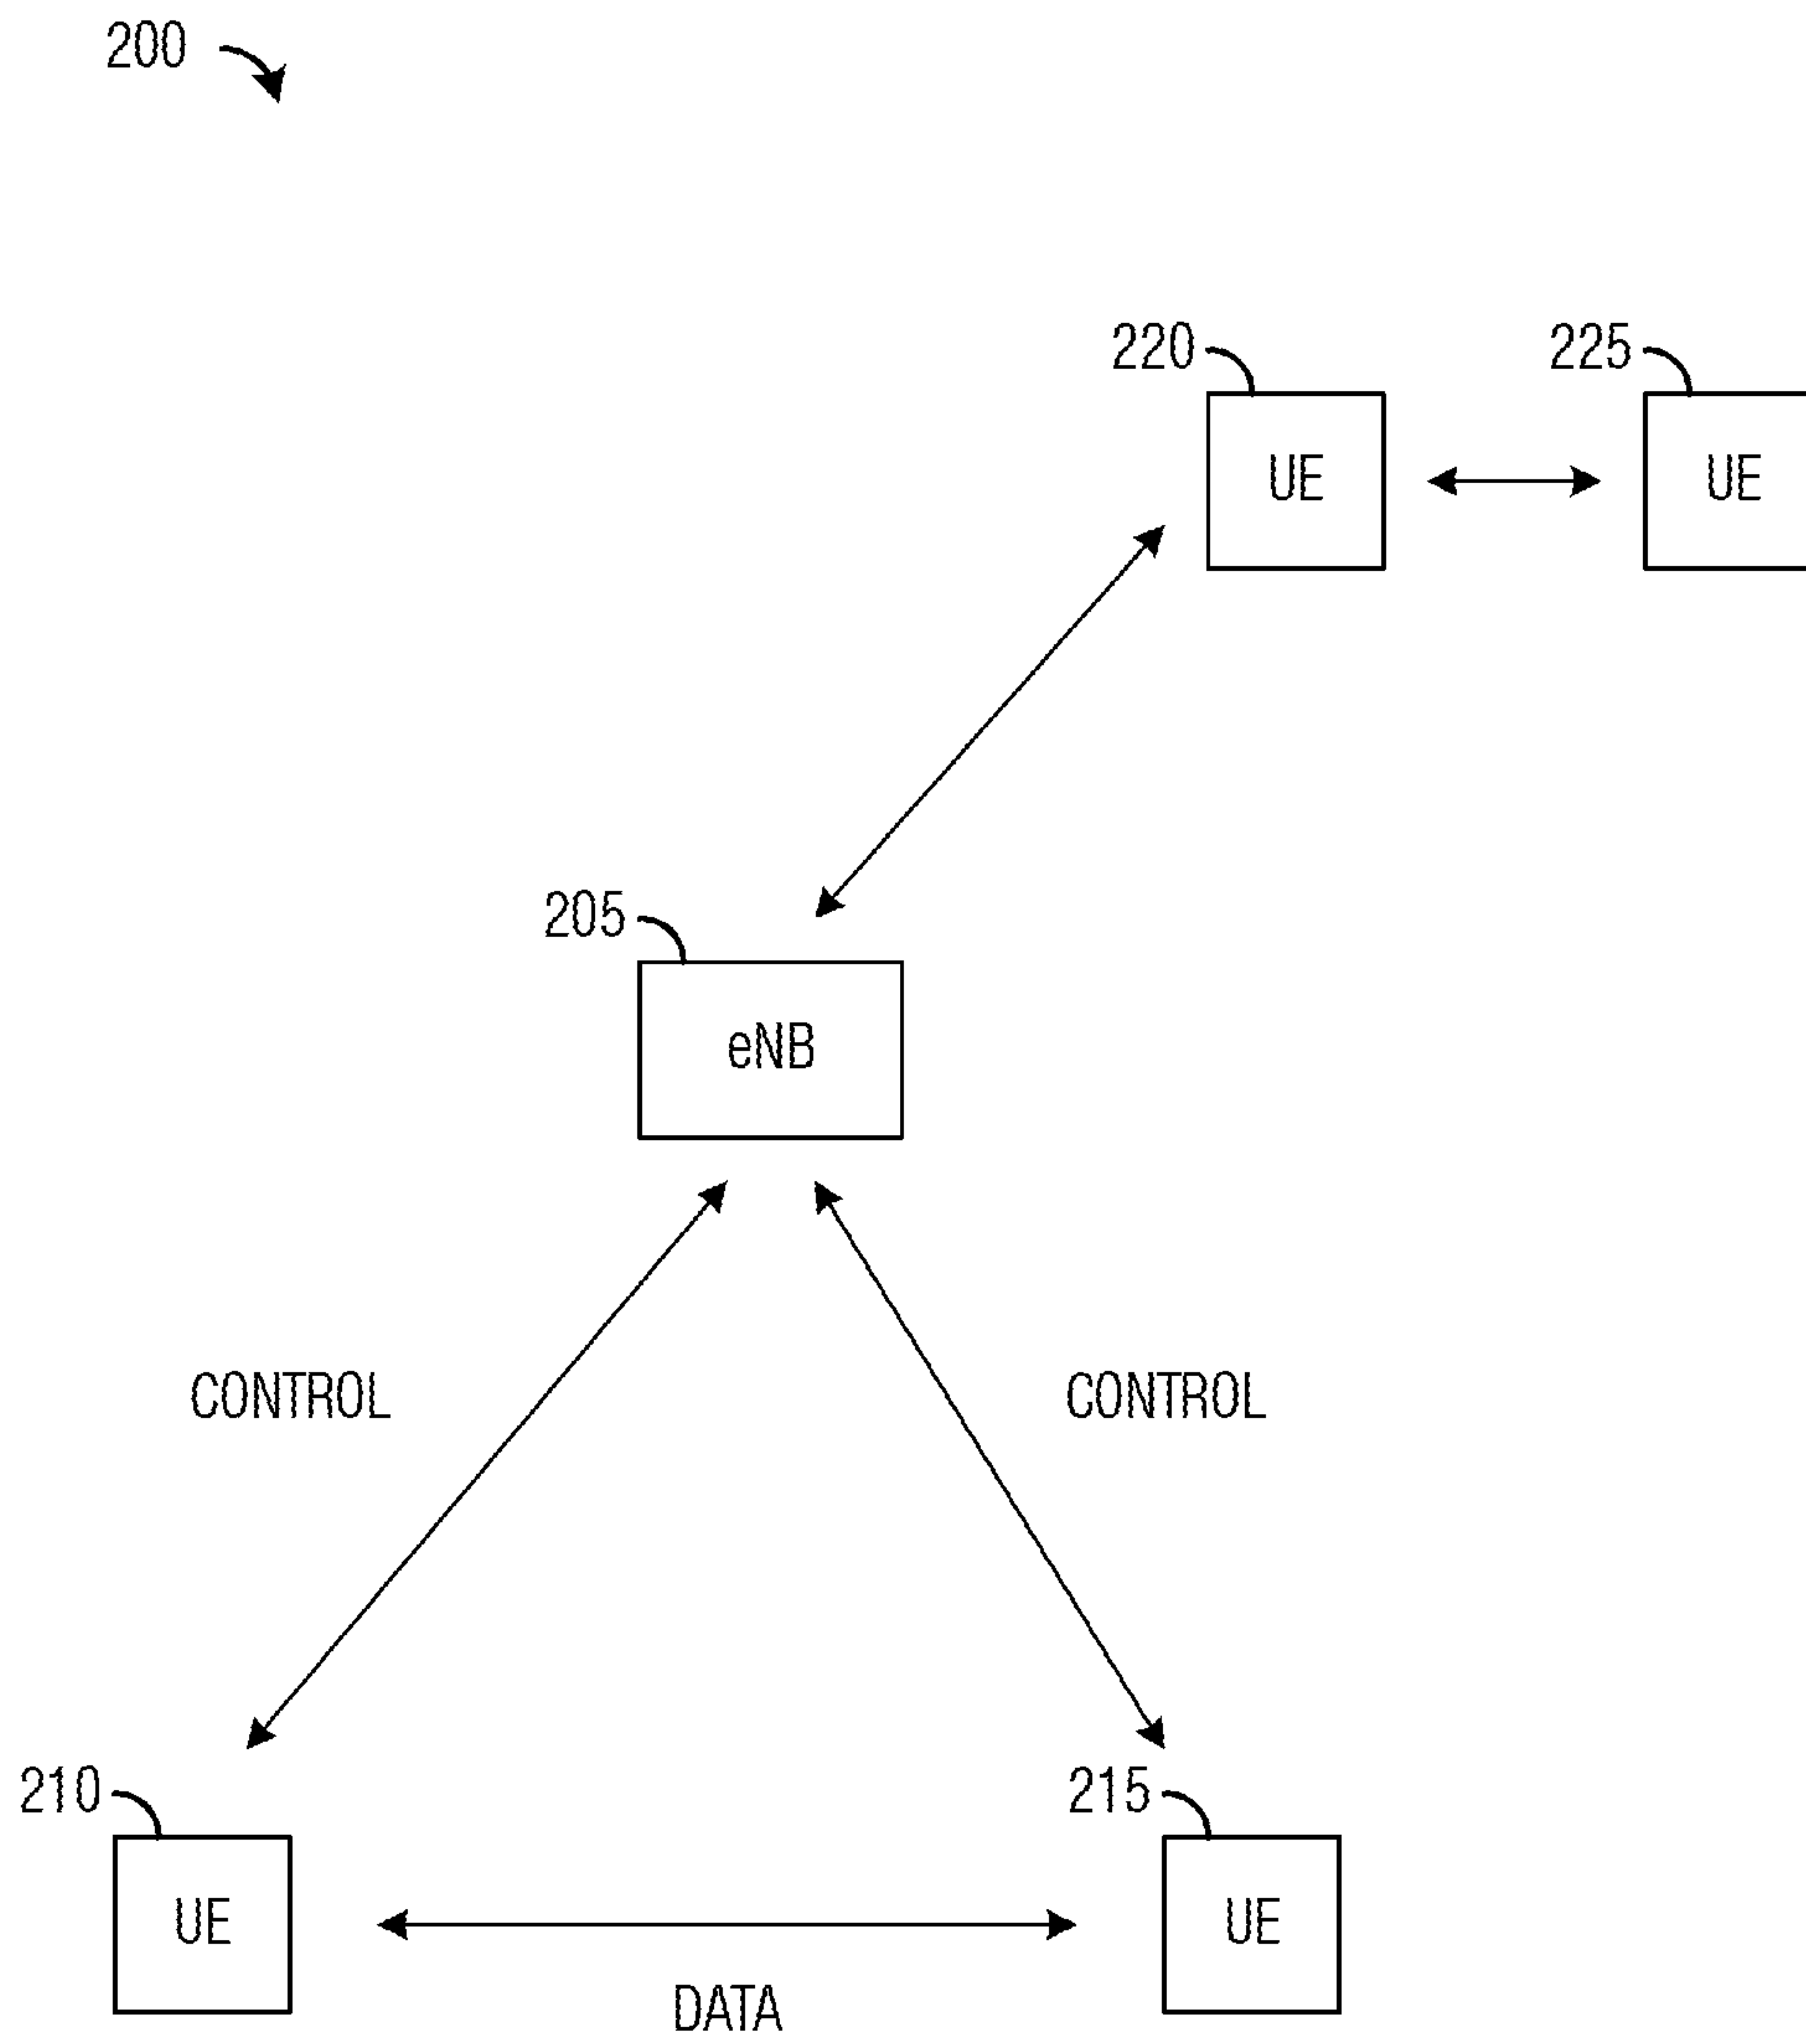 200
220 225
UE UE
205
eNB
CONTROL CONTROL
210 215
UE UE
DATA